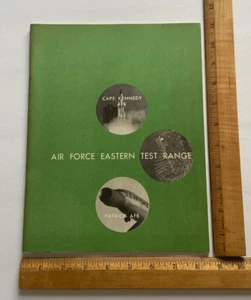 CAPE KENNEDY
AFS
AIR FORCE EASTERN TEST RANGE
PATRICK AFB